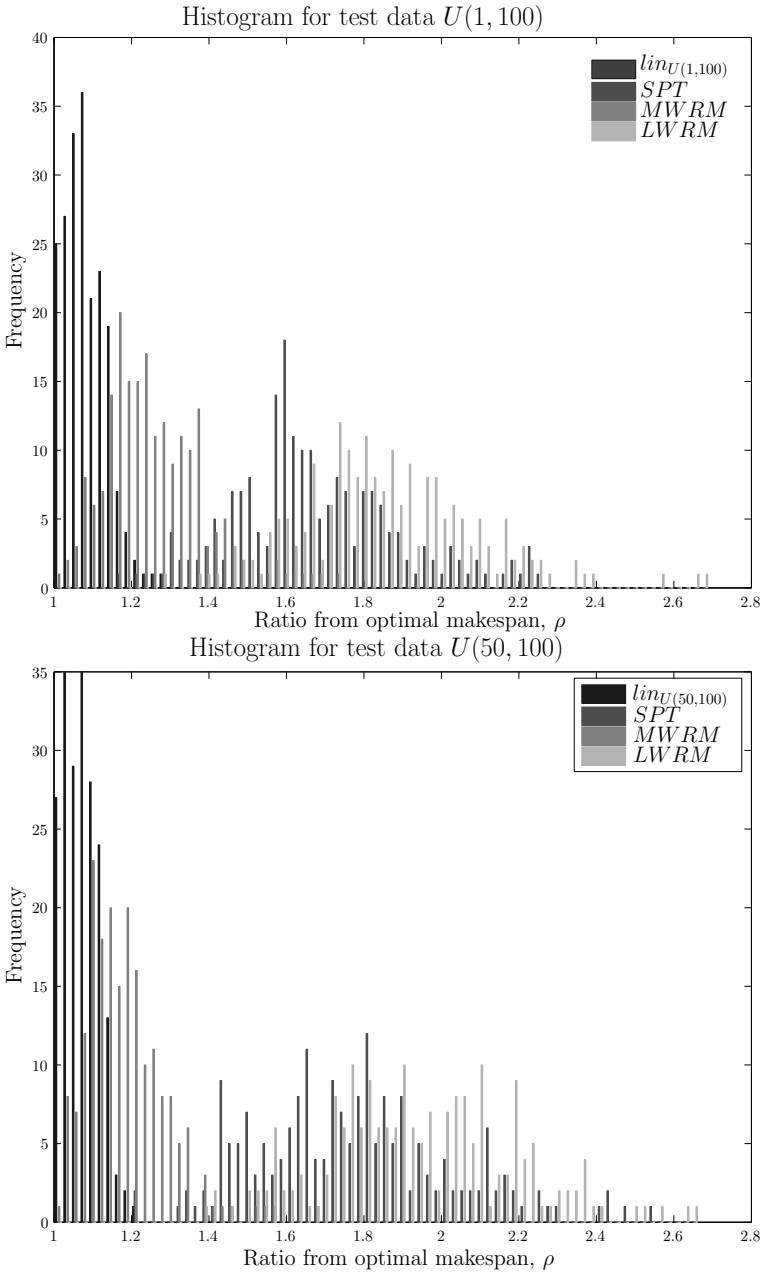 Histogram for test data U(1, 100)
40
35
30
25
20
15
10
5
0
Frequency
lin_{U(1,100)}
SPT
MWRM
LWRM
1 1.2 1.4 1.6 1.8 2 2.2 2.4 2.6 2.8
Ratio from optimal makespan, ρ
Histogram for test data U(50, 100)
35
30
25
20
15
10
5
0
Frequency
lin_{U(50,100)}
SPT
MWRM
LWRM
1 1.2 1.4 1.6 1.8 2 2.2 2.4 2.6 2.8
Ratio from optimal makespan, ρ